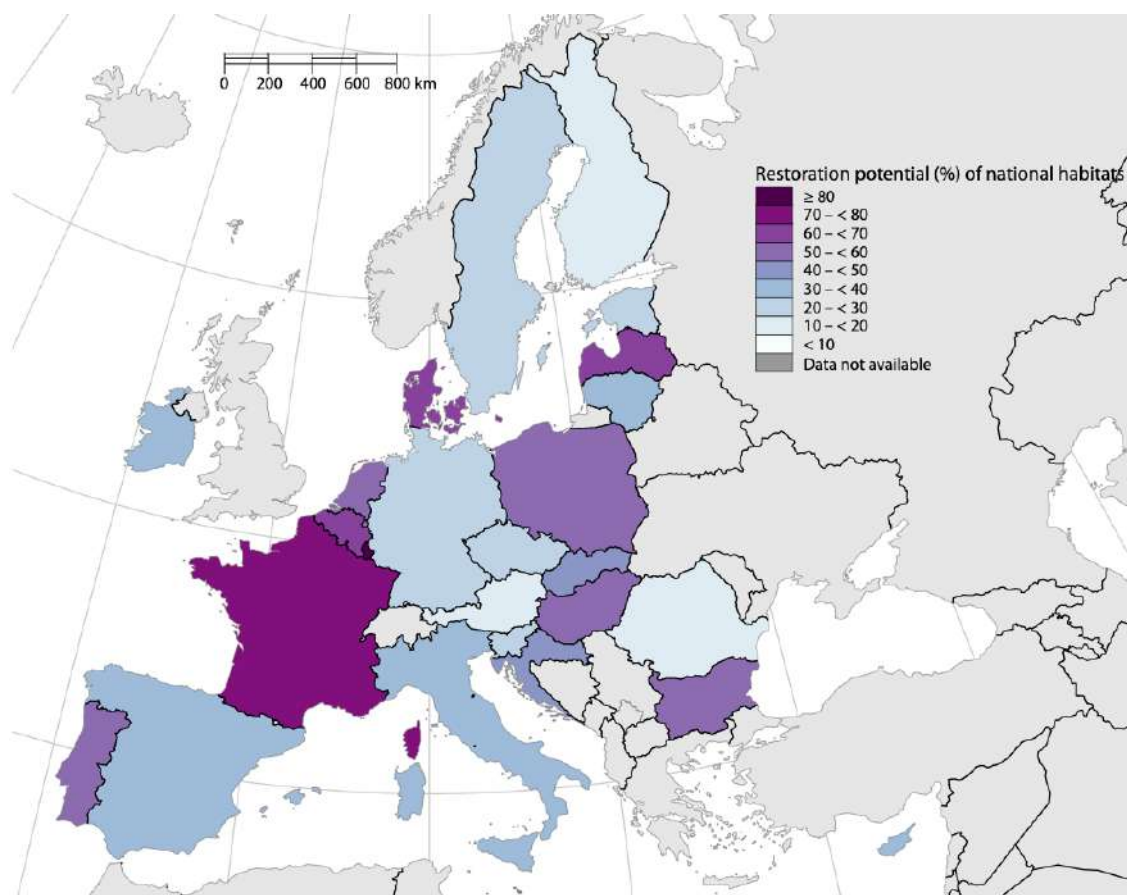 0 200 400 600 800 km
Restoration potential (%) of national habitats
≥ 80
70 – < 80
60 – < 70
50 – < 60
40 – < 50
30 – < 40
20 – < 30
10 – < 20
< 10
Data not available